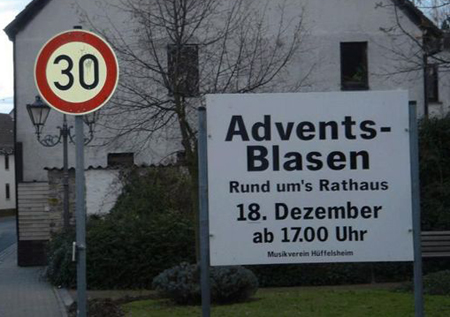 30
Advents-
Blasen
Rund um's Rathaus
18. Dezember
ab 17.00 Uhr
Musikverein Hüffelsheim